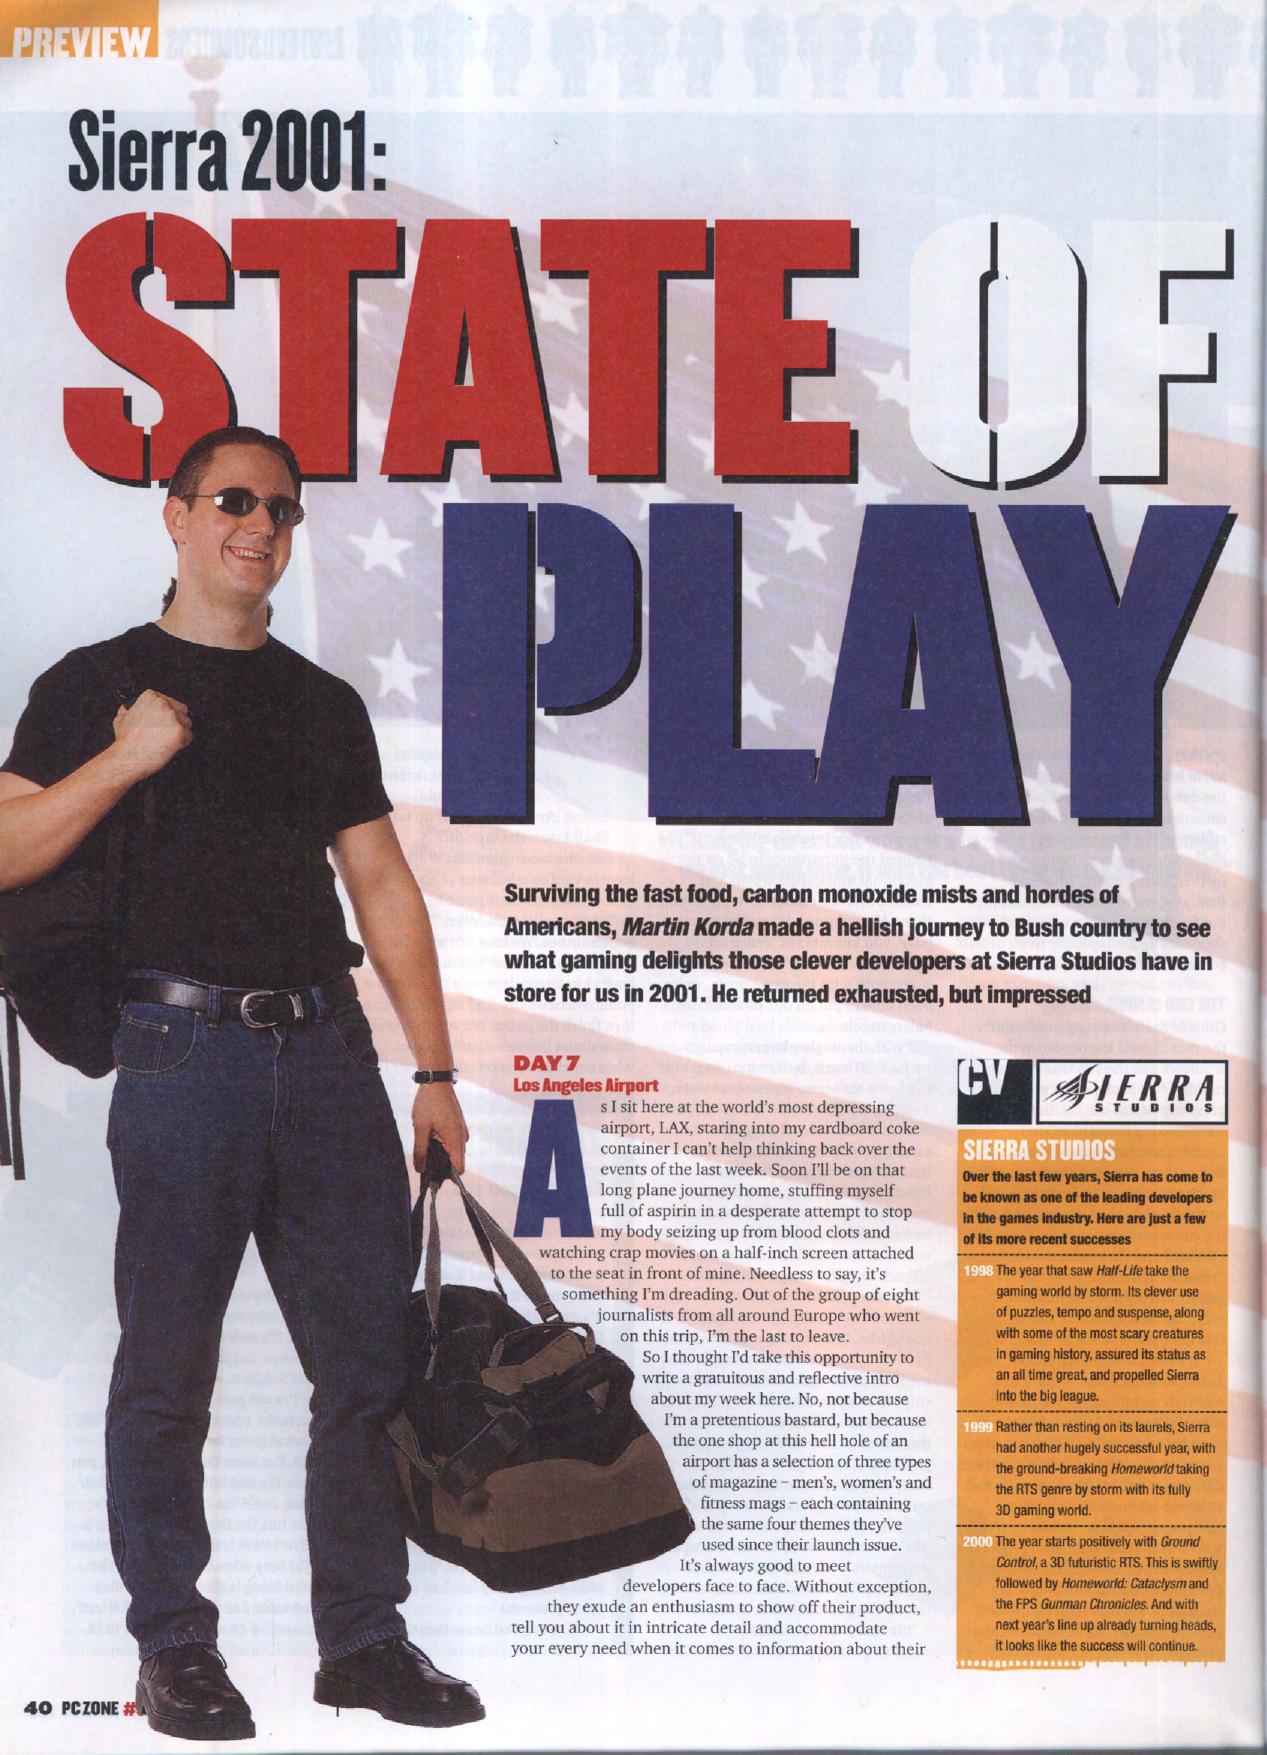 PREVIEW
Sierra 2001:
STATE OF
PLAY
Surviving the fast food, carbon monoxide mists and hordes of
Americans, Martin Korda made a hellish journey to Bush country to see
what gaming delights those clever developers at Sierra Studios have in
store for us in 2001. He returned exhausted, but impressed
DAY 7
Los Angeles Airport
As I sit here at the world's most depressing
airport, LAX, staring into my cardboard coke
container I can't help thinking back over the
events of the last week. Soon I'll be on that
long plane journey home, stuffing myself
full of aspirin in a desperate attempt to stop
my body seizing up from blood clots and
watching crap movies on a half-inch screen attached
to the seat in front of mine. Needless to say, it's
something I'm dreading. Out of the group of eight
journalists from all around Europe who went
on this trip, I'm the last to leave.
So I thought I'd take this opportunity to
write a gratuitous and reflective intro
about my week here. No, not because
I'm a pretentious bastard, but because
the one shop at this hell hole of an
airport has a selection of three types
of magazine – men's, women's and
fitness mags – each containing
the same four themes they've
used since their launch issue.
It's always good to meet
developers face to face. Without exception,
they exude an enthusiasm to show off their product,
tell you about it in intricate detail and accommodate
your every need when it comes to information about their
CV
SIERRA
STUDIOS
SIERRA STUDIOS
Over the last few years, Sierra has come to
be known as one of the leading developers
in the games industry. Here are just a few
of its more recent successes
1998 The year that saw Half-Life take the
gaming world by storm. Its clever use
of puzzles, tempo and suspense, along
with some of the most scary creatures
in gaming history, assured its status as
an all time great, and propelled Sierra
into the big league.
1999 Rather than resting on its laurels, Sierra
had another hugely successful year, with
the ground-breaking Homeworld taking
the RTS genre by storm with its fully
3D gaming world.
2000 The year starts positively with Ground
Control, a 3D futuristic RTS. This is swiftly
followed by Homeworld: Cataclysm and
the FPS Gunman Chronicles. And with
next year's line up already turning heads,
it looks like the success will continue.
40 PCZONE #